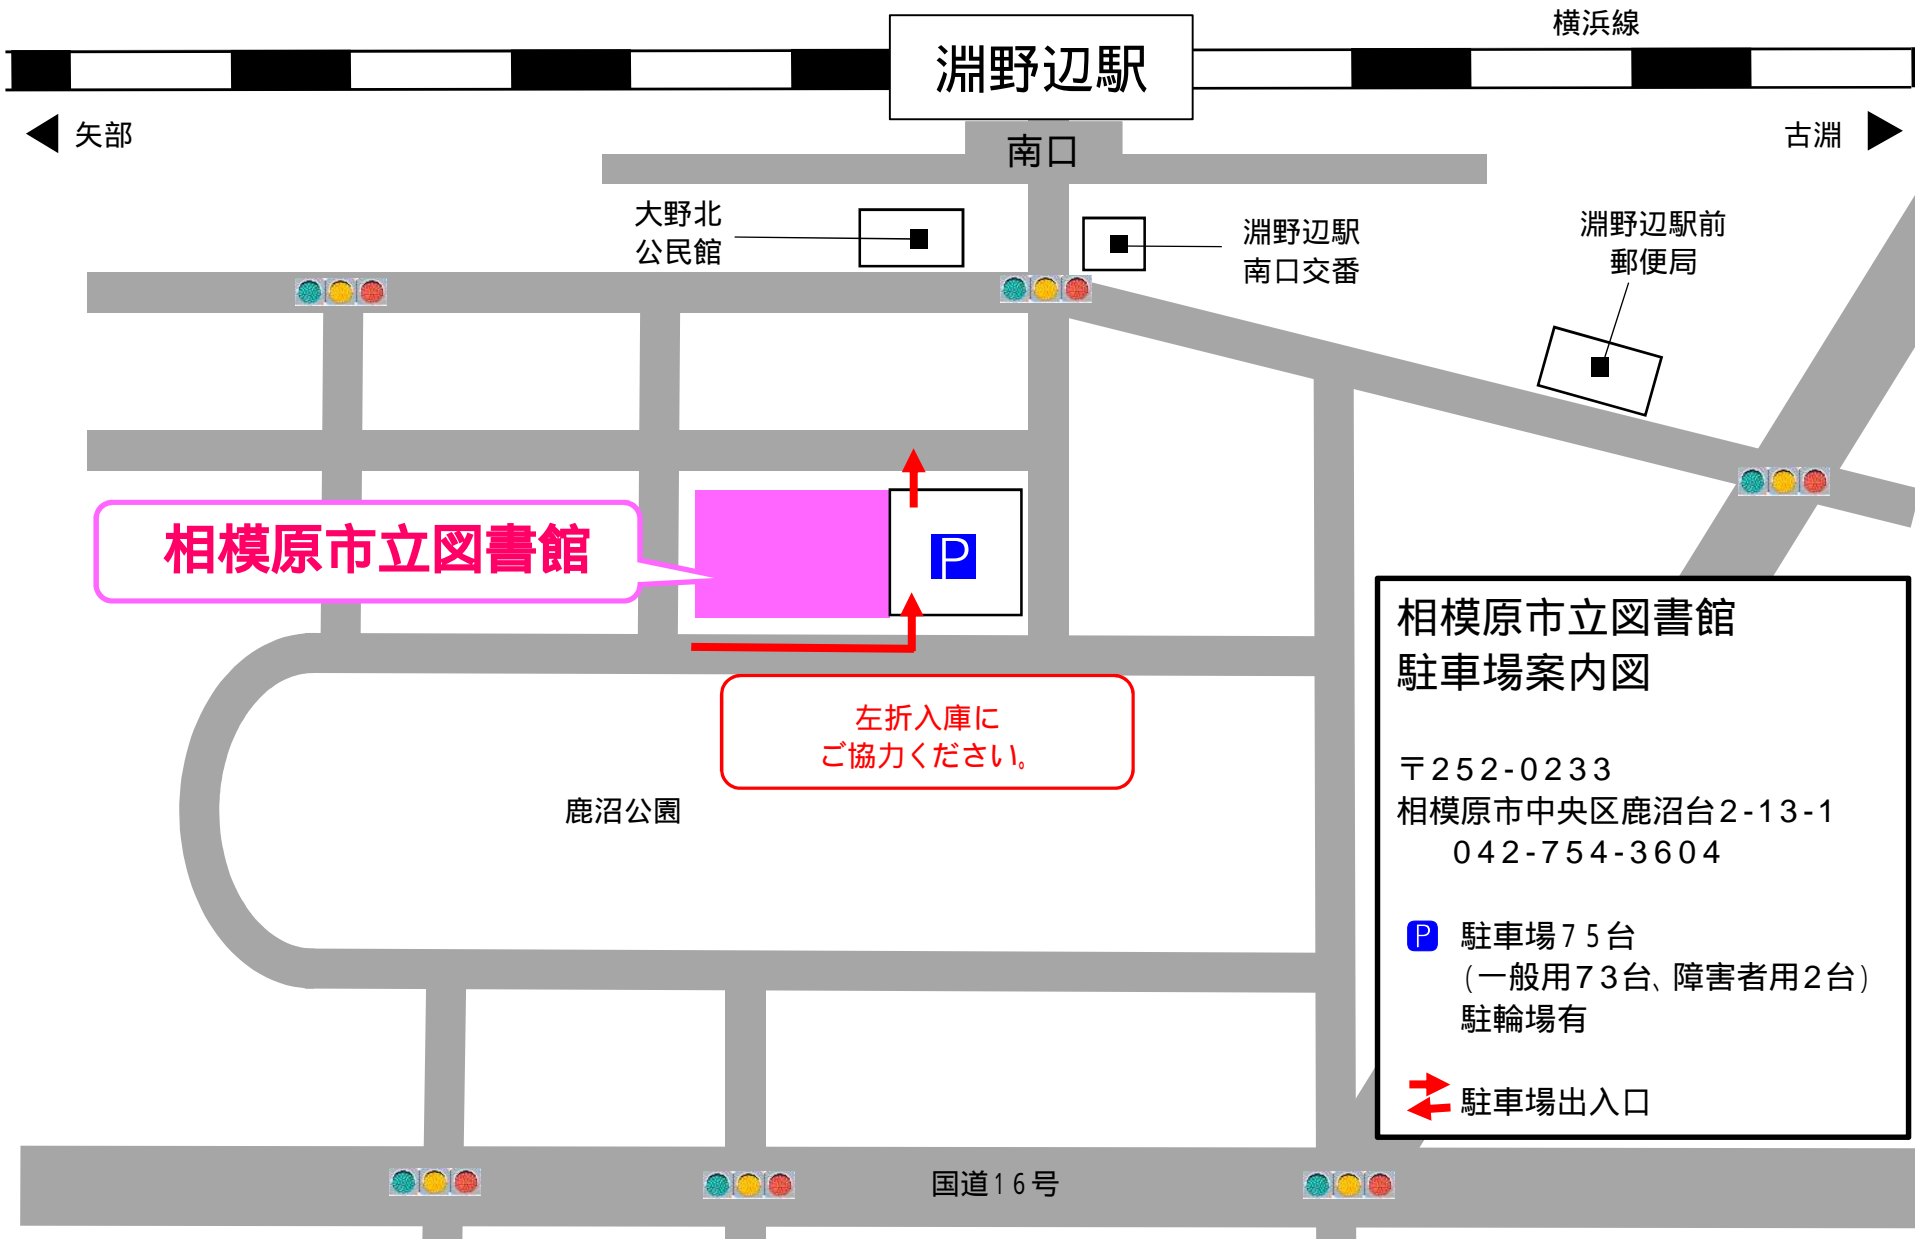 横浜線
淵野辺駅
矢部
古淵
南口
大野北
公民館
淵野辺駅
南口交番
淵野辺駅前
郵便局
相模原市立図書館
P
左折入庫に
ご協力ください。
鹿沼公園
国道16号
相模原市立図書館
駐車場案内図
〒252-0233
相模原市中央区鹿沼台2-13-1
042-754-3604
P 駐車場75台
(一般用73台、障害者用2台)
駐輪場有
駐車場出入口